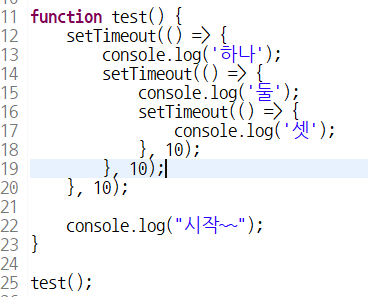 11 function test() {
12     setTimeout(() => {
13         console.log('하나');
14         setTimeout(() => {
15             console.log('둘');
16             setTimeout(() => {
17                 console.log('셋');
18             }, 10);
19         }, 10);
20     }, 10);
21
22     console.log("시작~~");
23 }
24
25 test();